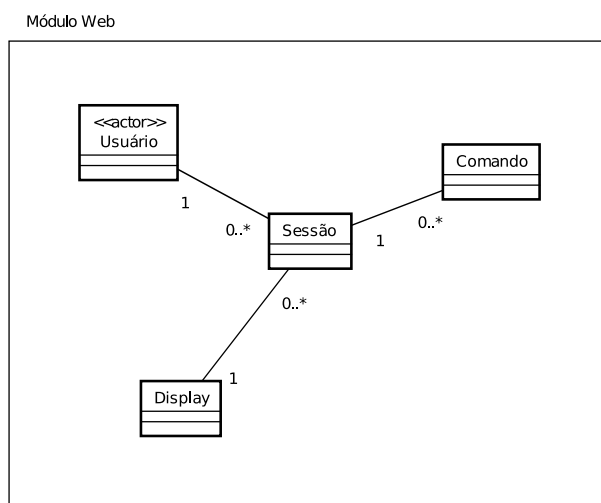 Módulo Web
<<actor>>
Usuário
Comando
1
0..*
Sessão
1
0..*
0..*
1
Display